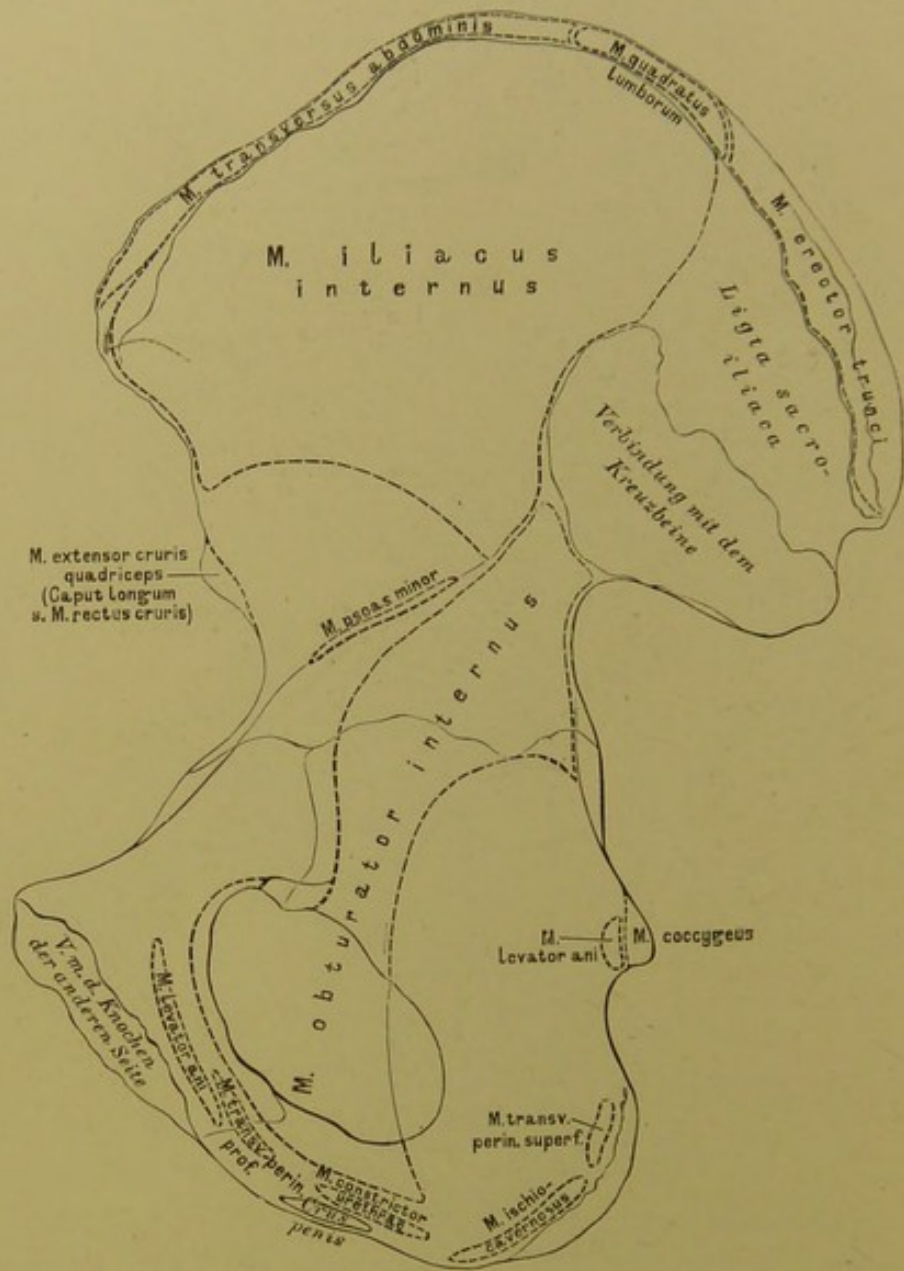 M. transversus abdominis
M. quadratus
lumborum
M. erector trunci
M. iliacus
internus
Ligta sacro-
iliaca
Verbindung mit dem
Kreuzbeine
M. extensor cruris
quadriceps
(Caput longum
s. M. rectus cruris)
M. psoas minor
M. obturator internus
M.
Levator ani
M. coccygeus
V. m. d. Knochen
der anderen Seite
M. Levator ani
M. transv. perin.
prof.
M. constrictor
urethrae
Crus
penis
M. transv.
perin. superf.
M. ischio-
cavernosus